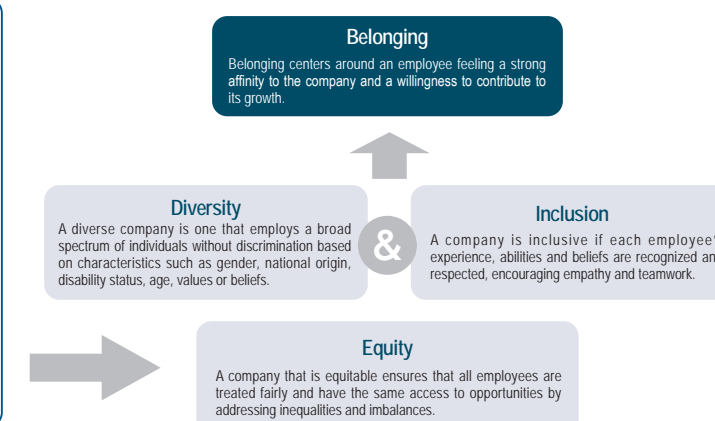 Belonging
Belonging centers around an employee feeling a strong
affinity to the company and a willingness to contribute to
its growth.
Diversity
A diverse company is one that employs a broad
spectrum of individuals without discrimination based
on characteristics such as gender, national origin,
disability status, age, values or beliefs.
&
Inclusion
A company is inclusive if each employee'
experience, abilities and beliefs are recognized an
respected, encouraging empathy and teamwork.
Equity
A company that is equitable ensures that all employees are
treated fairly and have the same access to opportunities by
addressing inequalities and imbalances.